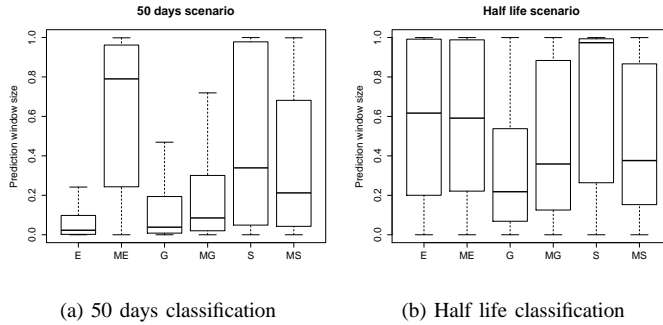 50 days scenario
Prediction window size
0.0 0.2 0.4 0.6 0.8 1.0
E ME G MG S MS
(a) 50 days classification
Half life scenario
Prediction window size
0.0 0.2 0.4 0.6 0.8 1.0
E ME G MG S MS
(b) Half life classification